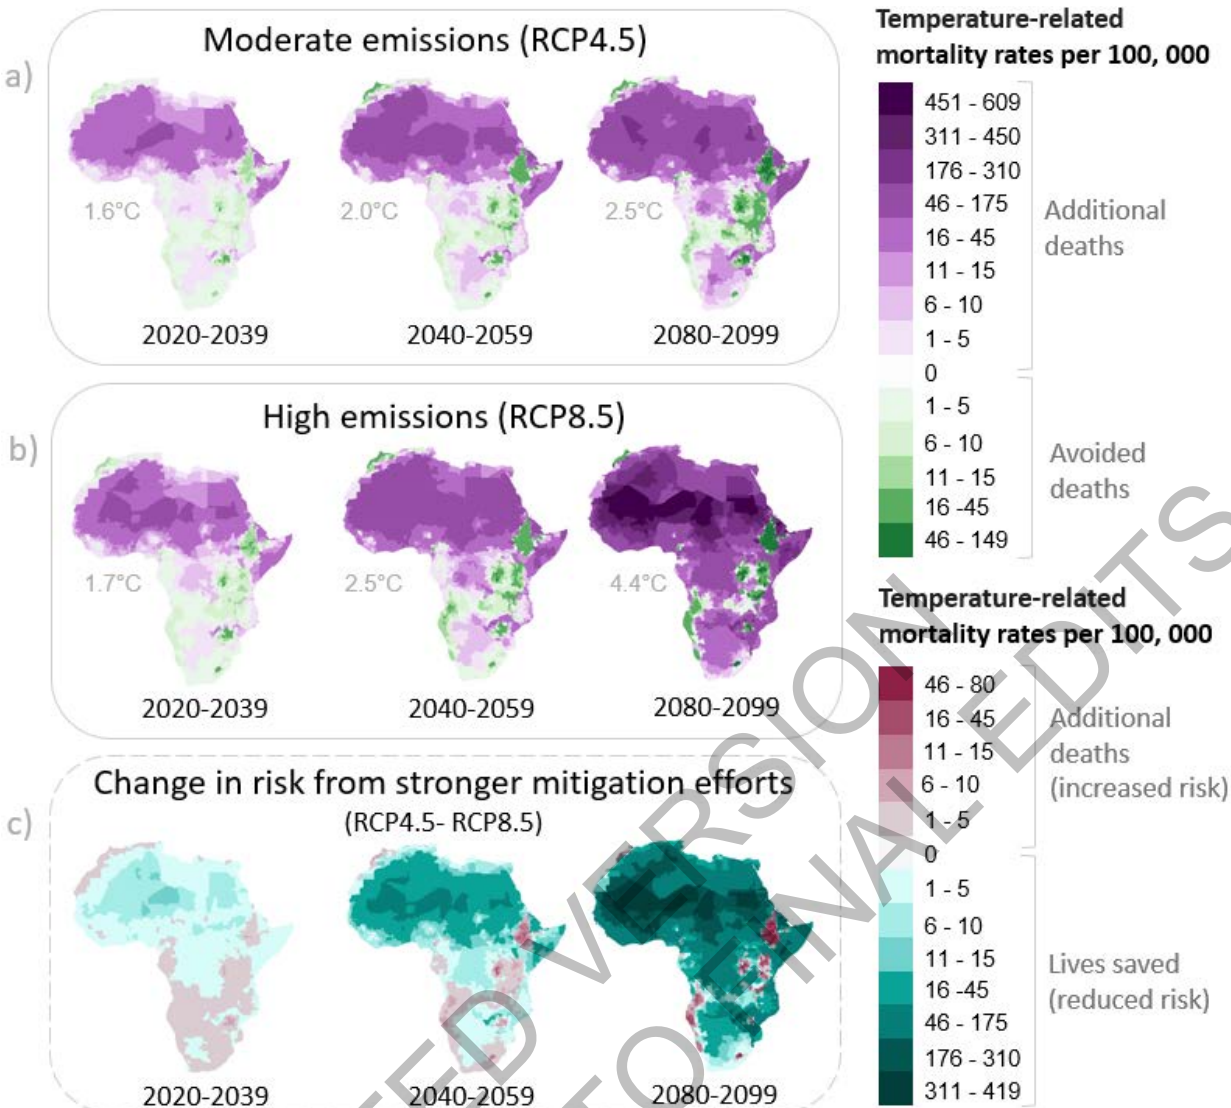 a)
Moderate emissions (RCP4.5)
1.6°C
2.0°C
2.5°C
2020-2039
2040-2059
2080-2099
b)
High emissions (RCP8.5)
1.7°C
2.5°C
4.4°C
2020-2039
2040-2059
2080-2099
c)
Change in risk from stronger mitigation efforts
(RCP4.5- RCP8.5)
2020-2039
2040-2059
2080-2099
Temperature-related
mortality rates per 100, 000
451 - 609
311 - 450
176 - 310
46 - 175
16 - 45
11 - 15
6 - 10
1 - 5
0
1 - 5
6 - 10
11 - 15
16 -45
46 - 149
Additional
deaths
Avoided
deaths
Temperature-related
mortality rates per 100, 000
46 - 80
16 - 45
11 - 15
6 - 10
1 - 5
0
1 - 5
6 - 10
11 - 15
16 -45
46 - 175
176 - 310
311 - 419
Additional
deaths
(increased risk)
Lives saved
(reduced risk)
VERSION
TO FINAL EDITS